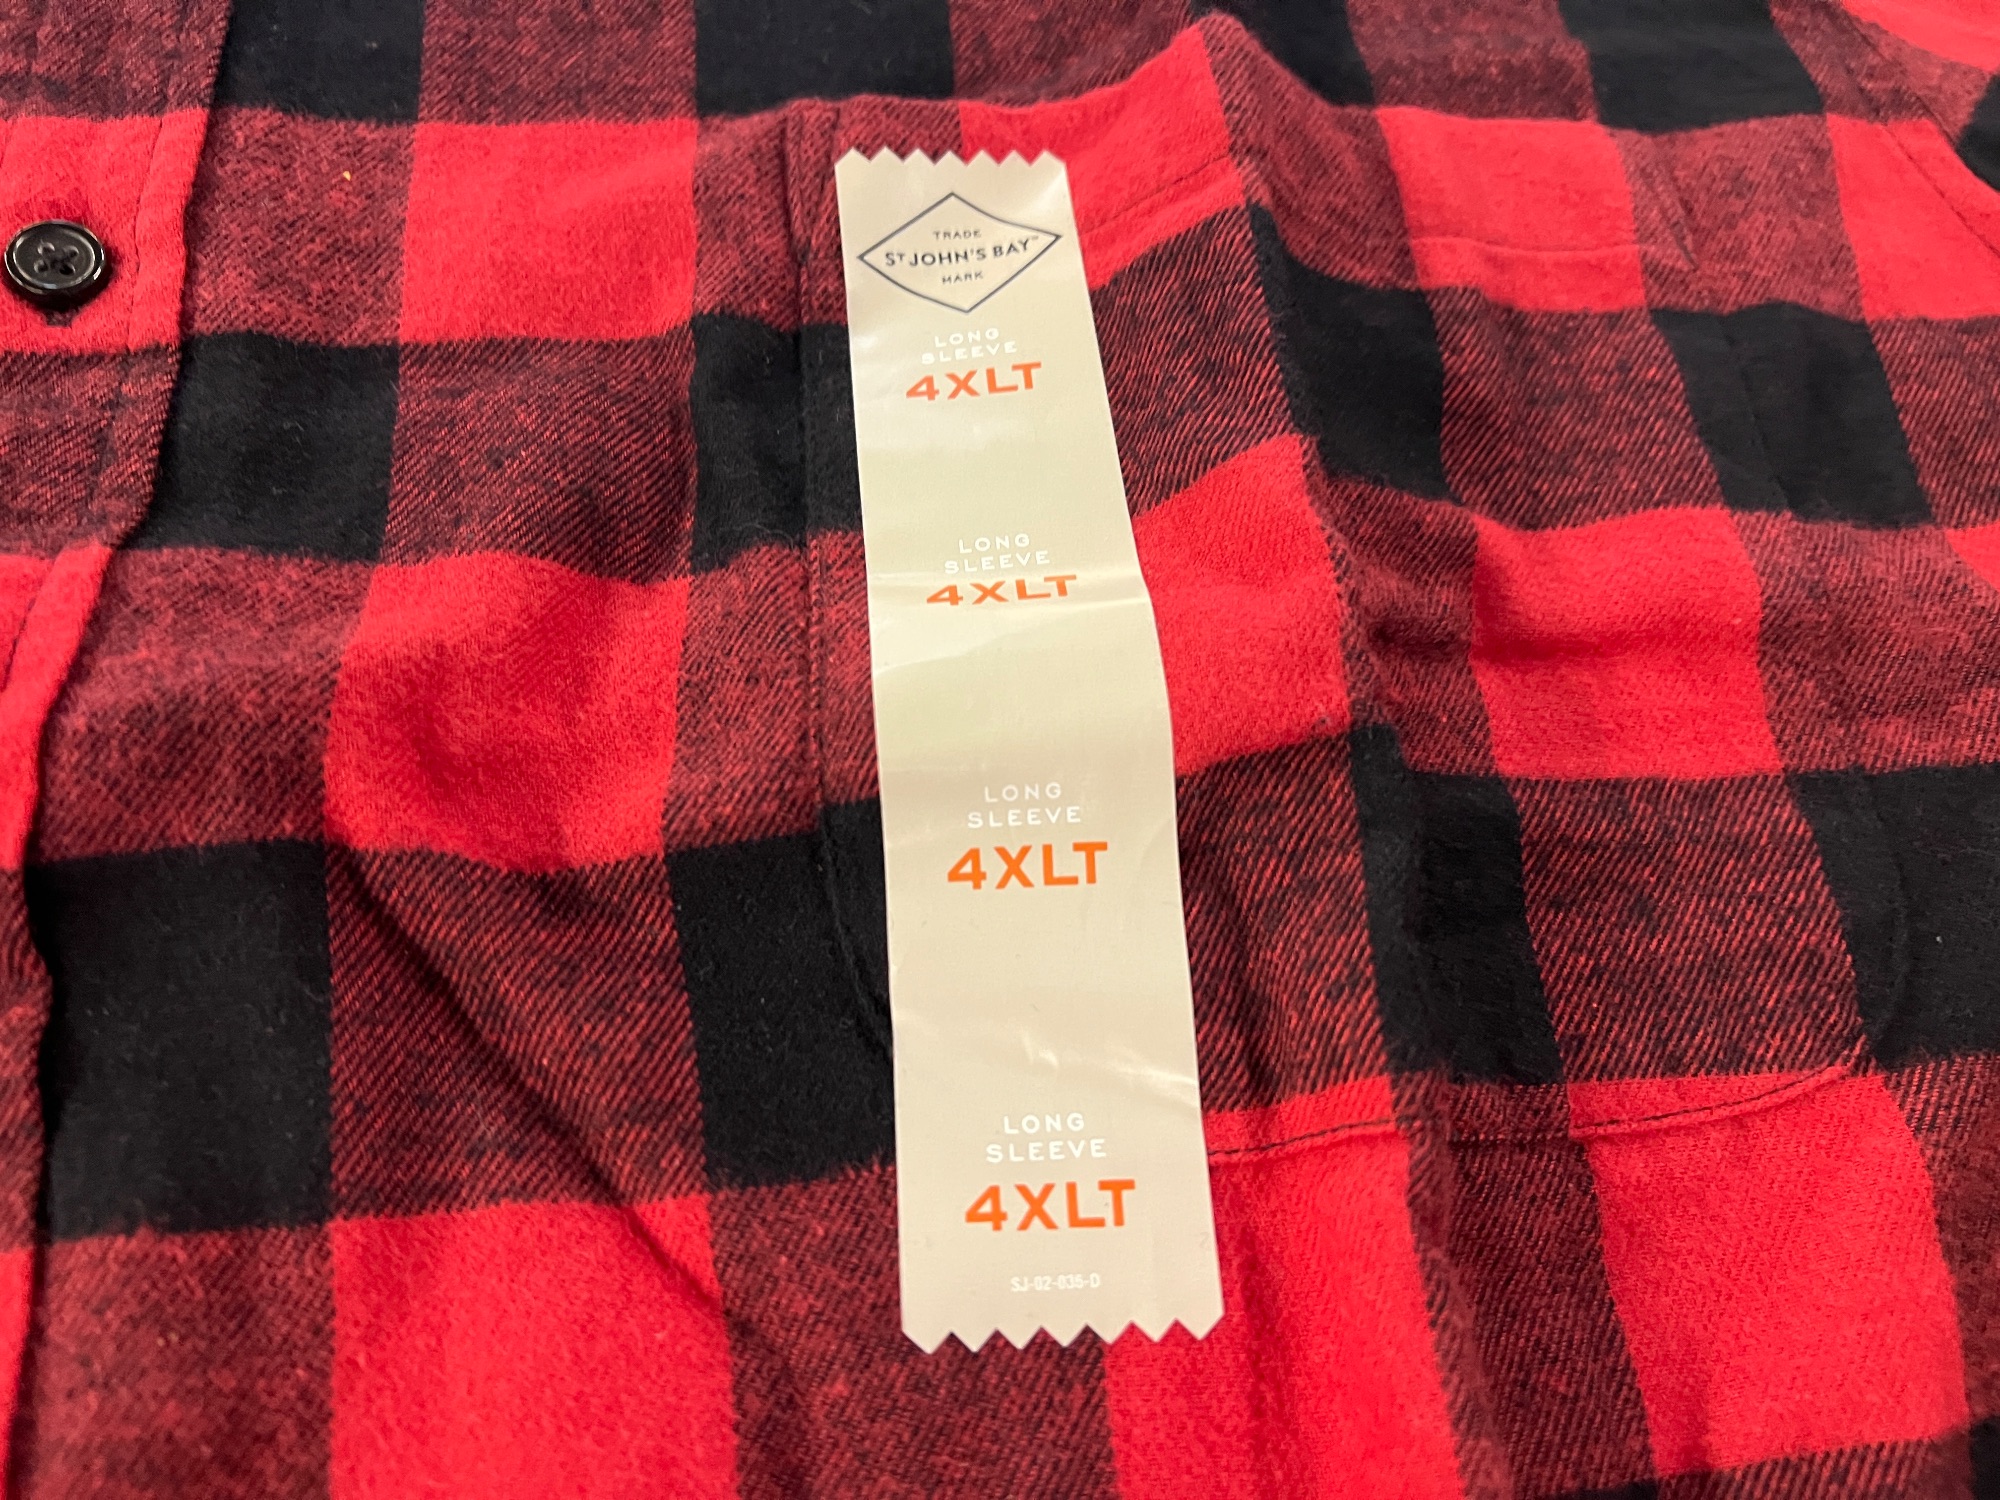 TRADE
ST JOHN'S BAY™
MARK
LONG
SLEEVE
4XLT
LONG
SLEEVE
4XLT
LONG
SLEEVE
4XLT
LONG
SLEEVE
4XLT
SJ-02-035-D